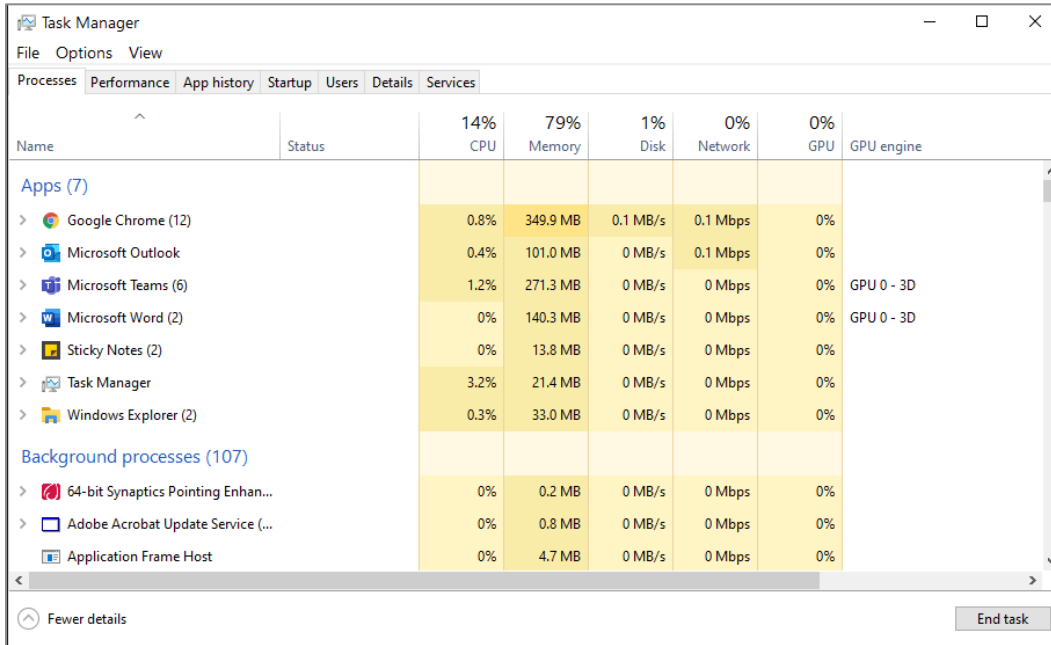 Task Manager
File Options View
Processes Performance App history Startup Users Details Services
14% 79% 1% 0% 0%
Name Status CPU Memory Disk Network GPU GPU engine
Apps (7)
Google Chrome (12) 0.8% 349.9 MB 0.1 MB/s 0.1 Mbps 0%
Microsoft Outlook 0.4% 101.0 MB 0 MB/s 0.1 Mbps 0%
Microsoft Teams (6) 1.2% 271.3 MB 0 MB/s 0 Mbps 0% GPU 0 - 3D
Microsoft Word (2) 0% 140.3 MB 0 MB/s 0 Mbps 0% GPU 0 - 3D
Sticky Notes (2) 0% 13.8 MB 0 MB/s 0 Mbps 0%
Task Manager 3.2% 21.4 MB 0 MB/s 0 Mbps 0%
Windows Explorer (2) 0.3% 33.0 MB 0 MB/s 0 Mbps 0%
Background processes (107)
64-bit Synaptics Pointing Enhan... 0% 0.2 MB 0 MB/s 0 Mbps 0%
Adobe Acrobat Update Service (... 0% 0.8 MB 0 MB/s 0 Mbps 0%
Application Frame Host 0% 4.7 MB 0 MB/s 0 Mbps 0%
Fewer details End task